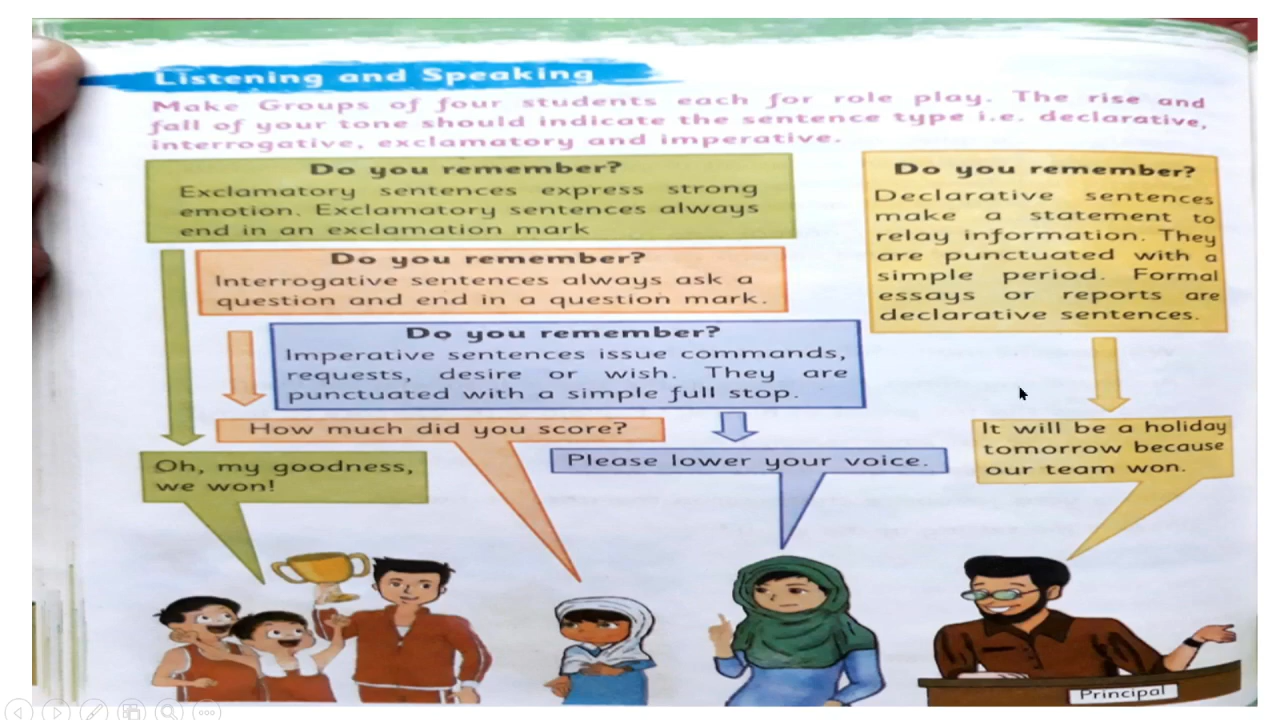 Listening and Speaking
Make Groups of four students each for role play. The rise and
fall of your tone should indicate the sentence type i.e. declarative,
interrogative, exclamatory and imperative.
Do you remember?
Exclamatory sentences express strong
emotion. Exclamatory sentences always
end in an exclamation mark
Do you remember?
Interrogative sentences always ask a
question and end in a question mark.
Do you remember?
Imperative sentences issue commands,
requests, desire or wish. They are
punctuated with a simple full stop.
Do you remember?
Declarative sentences
make a statement to
relay information. They
are punctuated with a
simple period. Formal
essays or reports are
declarative sentences.
How much did you score?
Oh, my goodness,
we won!
Please lower your voice.
It will be a holiday
tomorrow because
our team won.
Principal